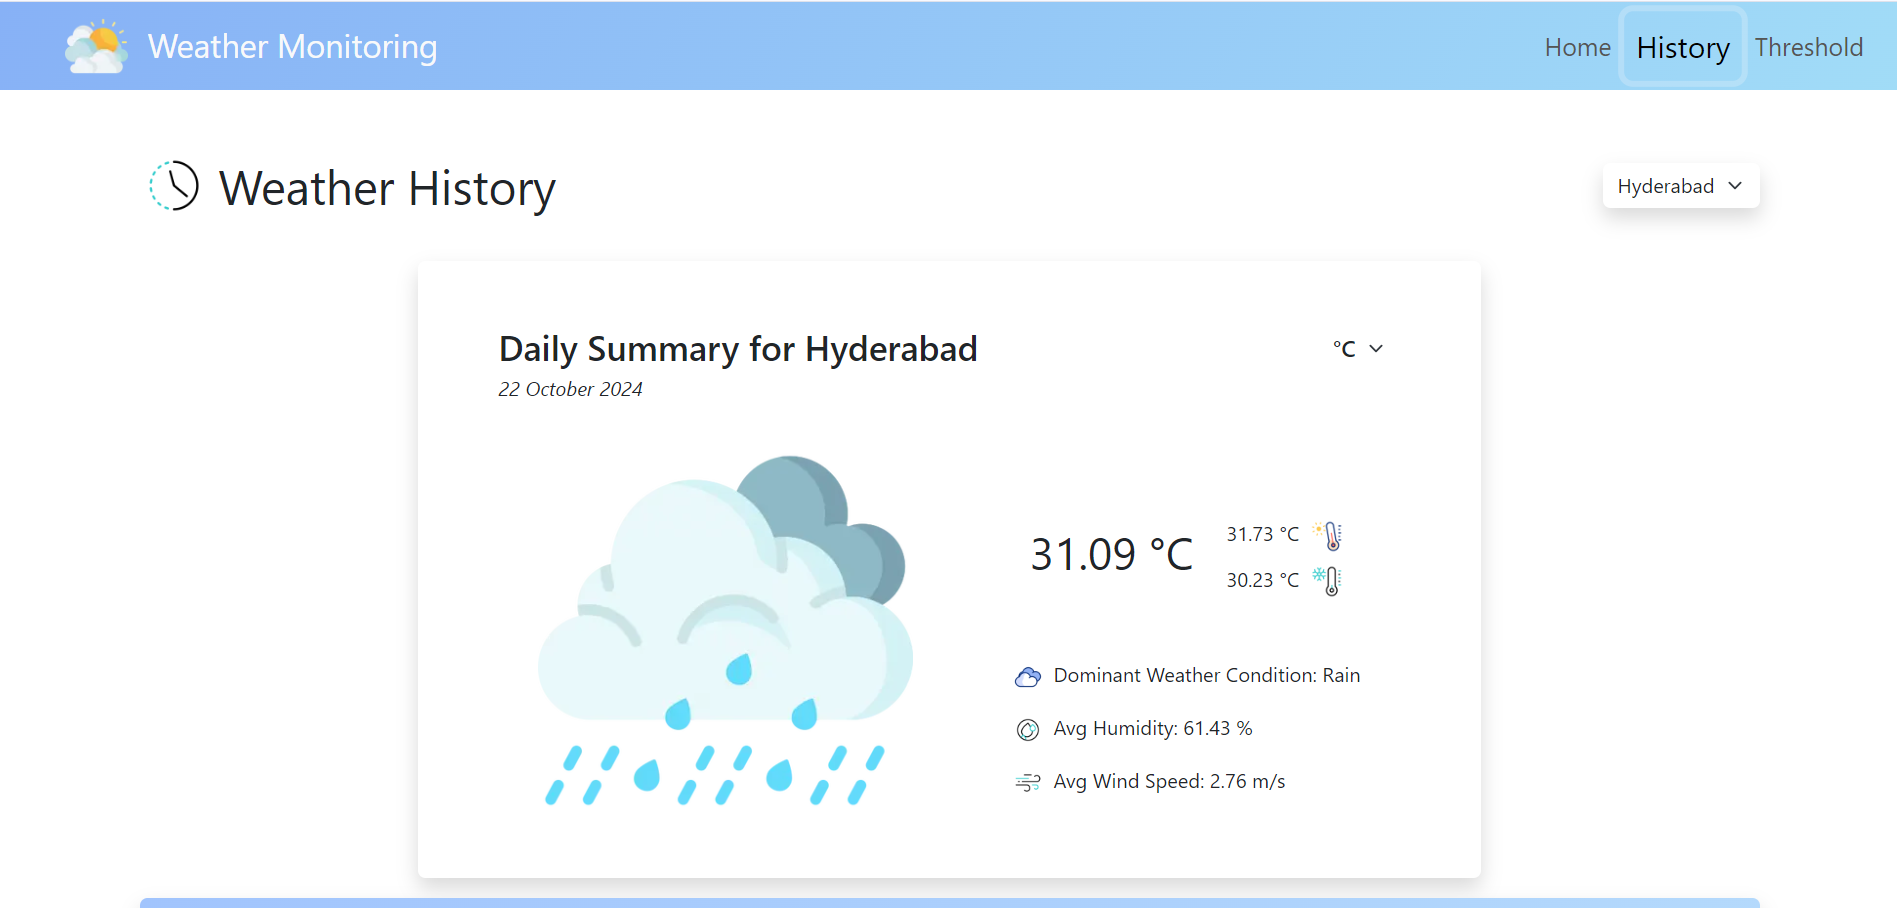 Weather Monitoring
Home History Threshold
Weather History
Hyderabad
Daily Summary for Hyderabad
°C
22 October 2024
31.09 °C
31.73 °C
30.23 °C
Dominant Weather Condition: Rain
Avg Humidity: 61.43 %
Avg Wind Speed: 2.76 m/s